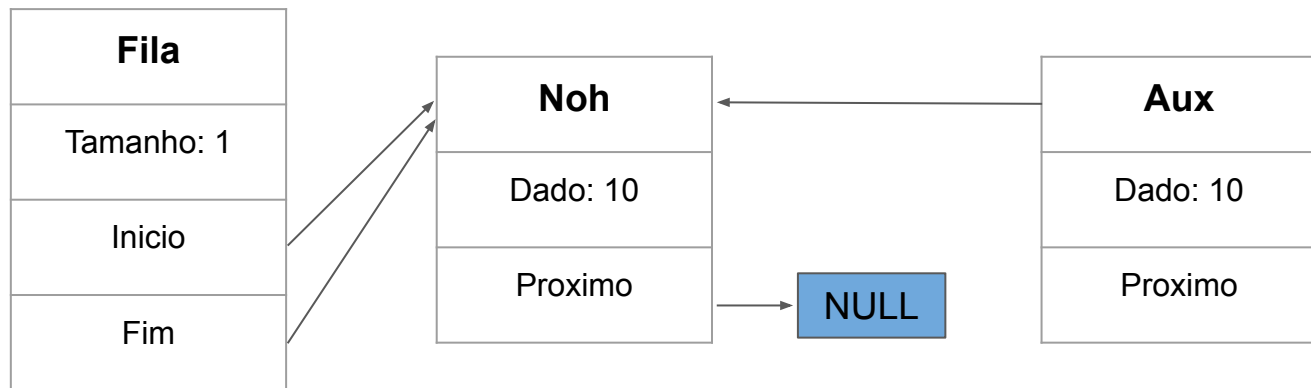 Fila
Tamanho: 1
Inicio
Fim
Noh
Dado: 10
Proximo
NULL
Aux
Dado: 10
Proximo